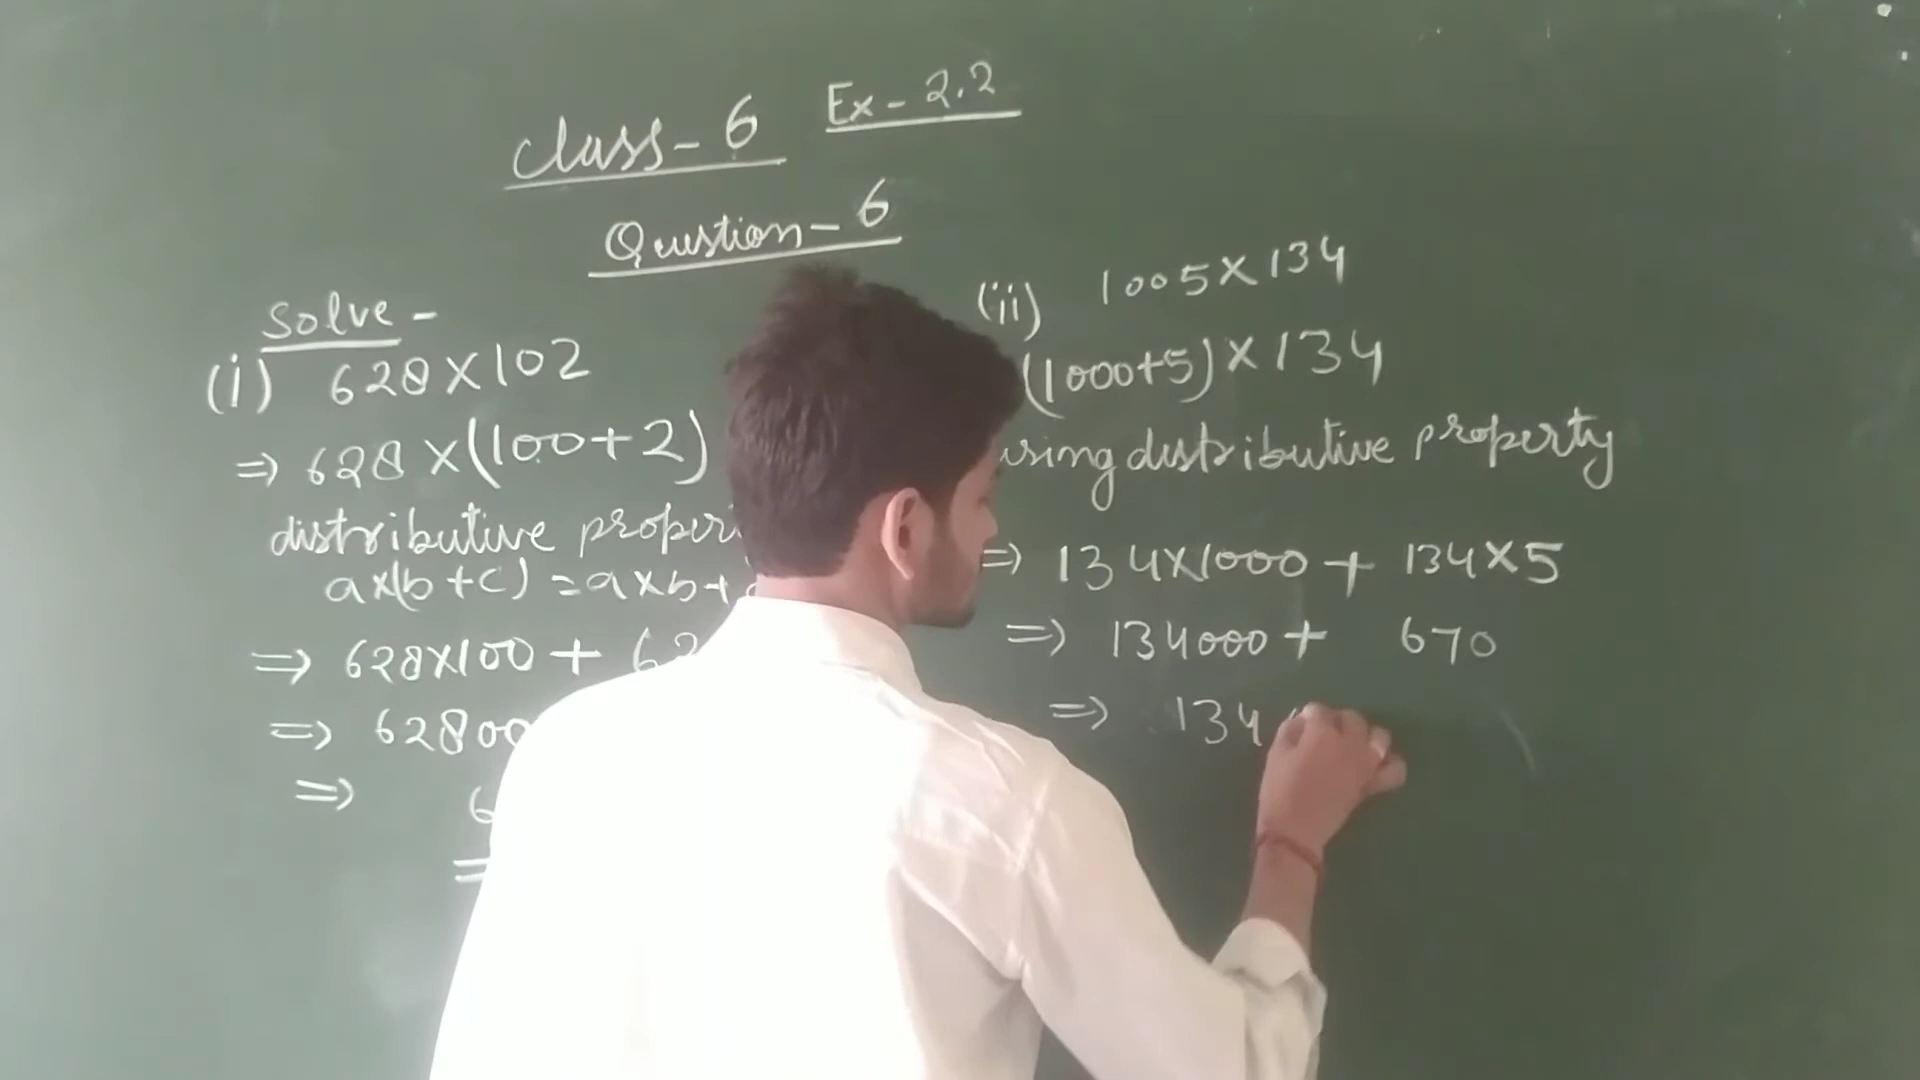 Class-6 Ex-2.2
Question-6
Solve-
(i) 628×102
⇒ 628×(100+2)
distributive
a×(b+c) = a×b+
⇒ 628×100 +
⇒ 62800
⇒
(ii) 1005×134
(1000+5)×134
using distributive property
⇒ 134×1000 + 134×5
⇒ 134000 + 670
⇒ 134